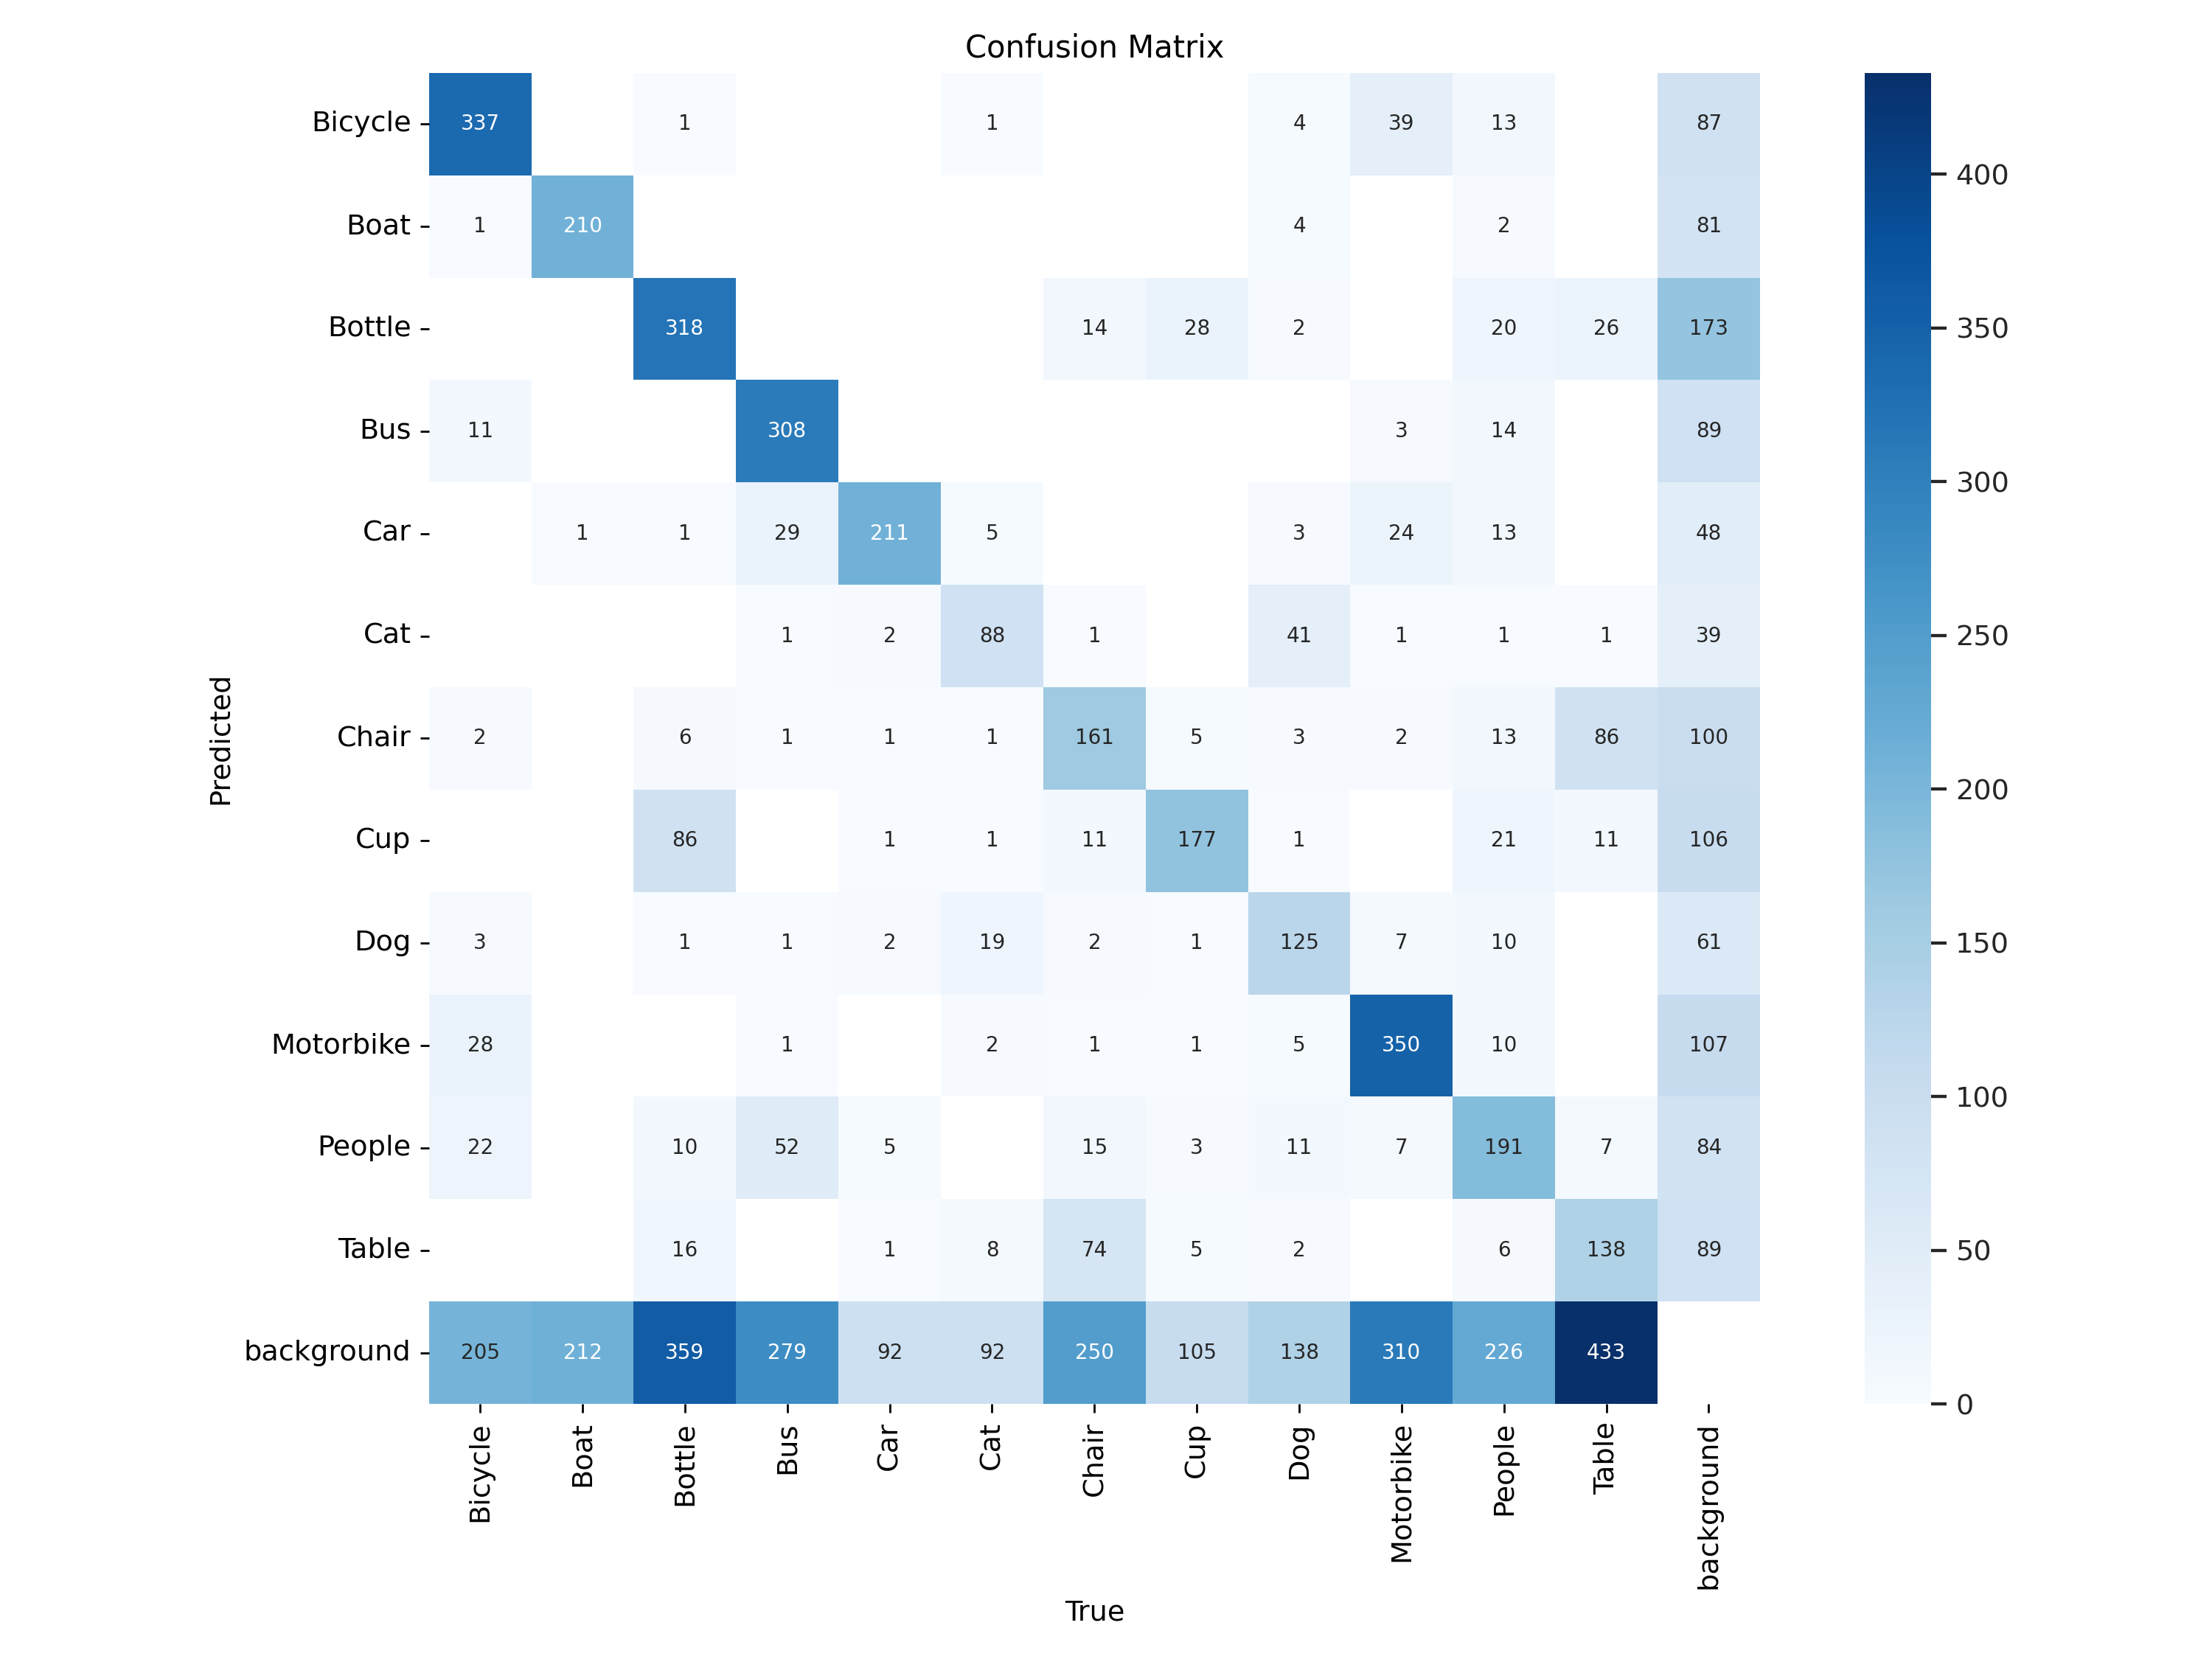 Confusion Matrix
Bicycle 337 1 1 4 39 13 87
Boat 1 210 4 2 81
Bottle 318 14 28 2 20 26 173
Bus 11 308 3 14 89
Car 1 1 29 211 5 3 24 13 48
Cat 1 2 88 1 41 1 1 1 39
Chair 2 6 1 1 1 161 5 3 2 13 86 100
Cup 86 1 1 11 177 1 21 11 106
Dog 3 1 1 2 19 2 1 125 7 10 61
Motorbike 28 1 2 1 1 5 350 10 107
People 22 10 52 5 15 3 11 7 191 7 84
Table 16 1 8 74 5 2 6 138 89
background 205 212 359 279 92 92 250 105 138 310 226 433
Bicycle Boat Bottle Bus Car Cat Chair Cup Dog Motorbike People Table background
True
Predicted
400
350
300
250
200
150
100
50
0